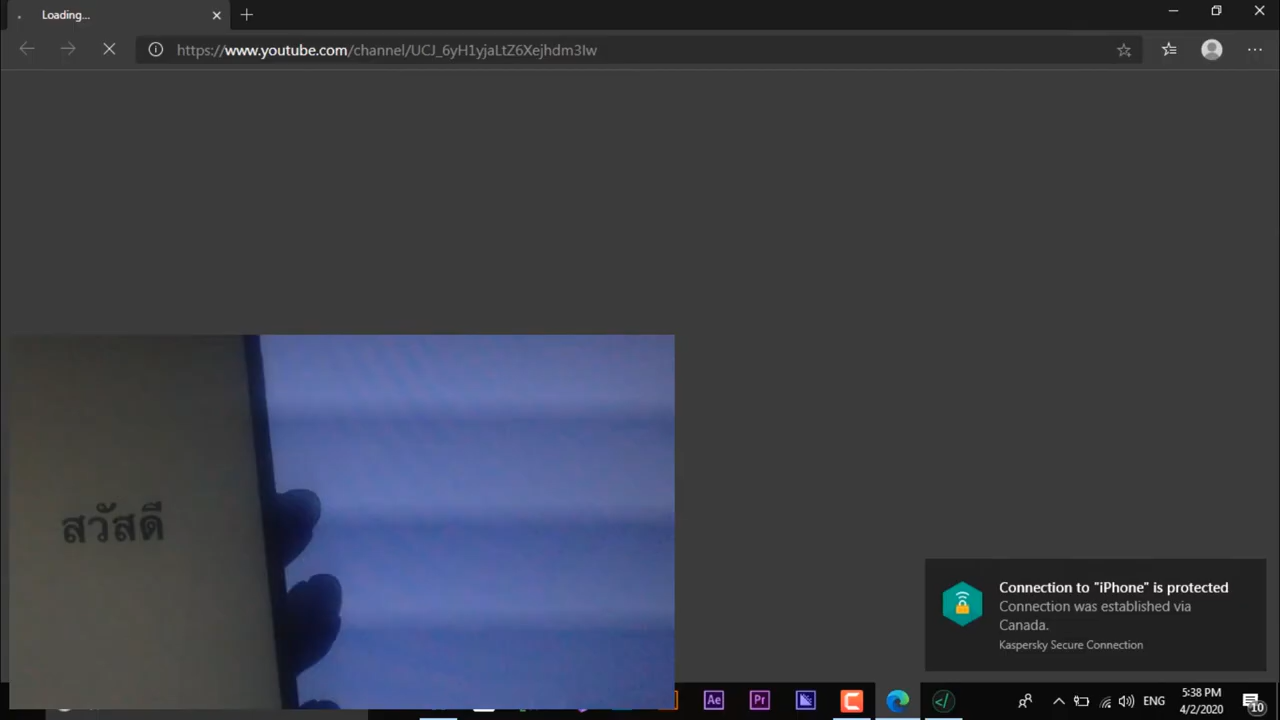 Loading...
https://www.youtube.com/channel/UCJ_6yH1yjaLtZ6Xejhdm3Iw
สวัสดี
Connection to "iPhone" is protected
Connection was established via
Canada.
Kaspersky Secure Connection
Ae
Pr
ENG
5:38 PM
4/2/2020
10